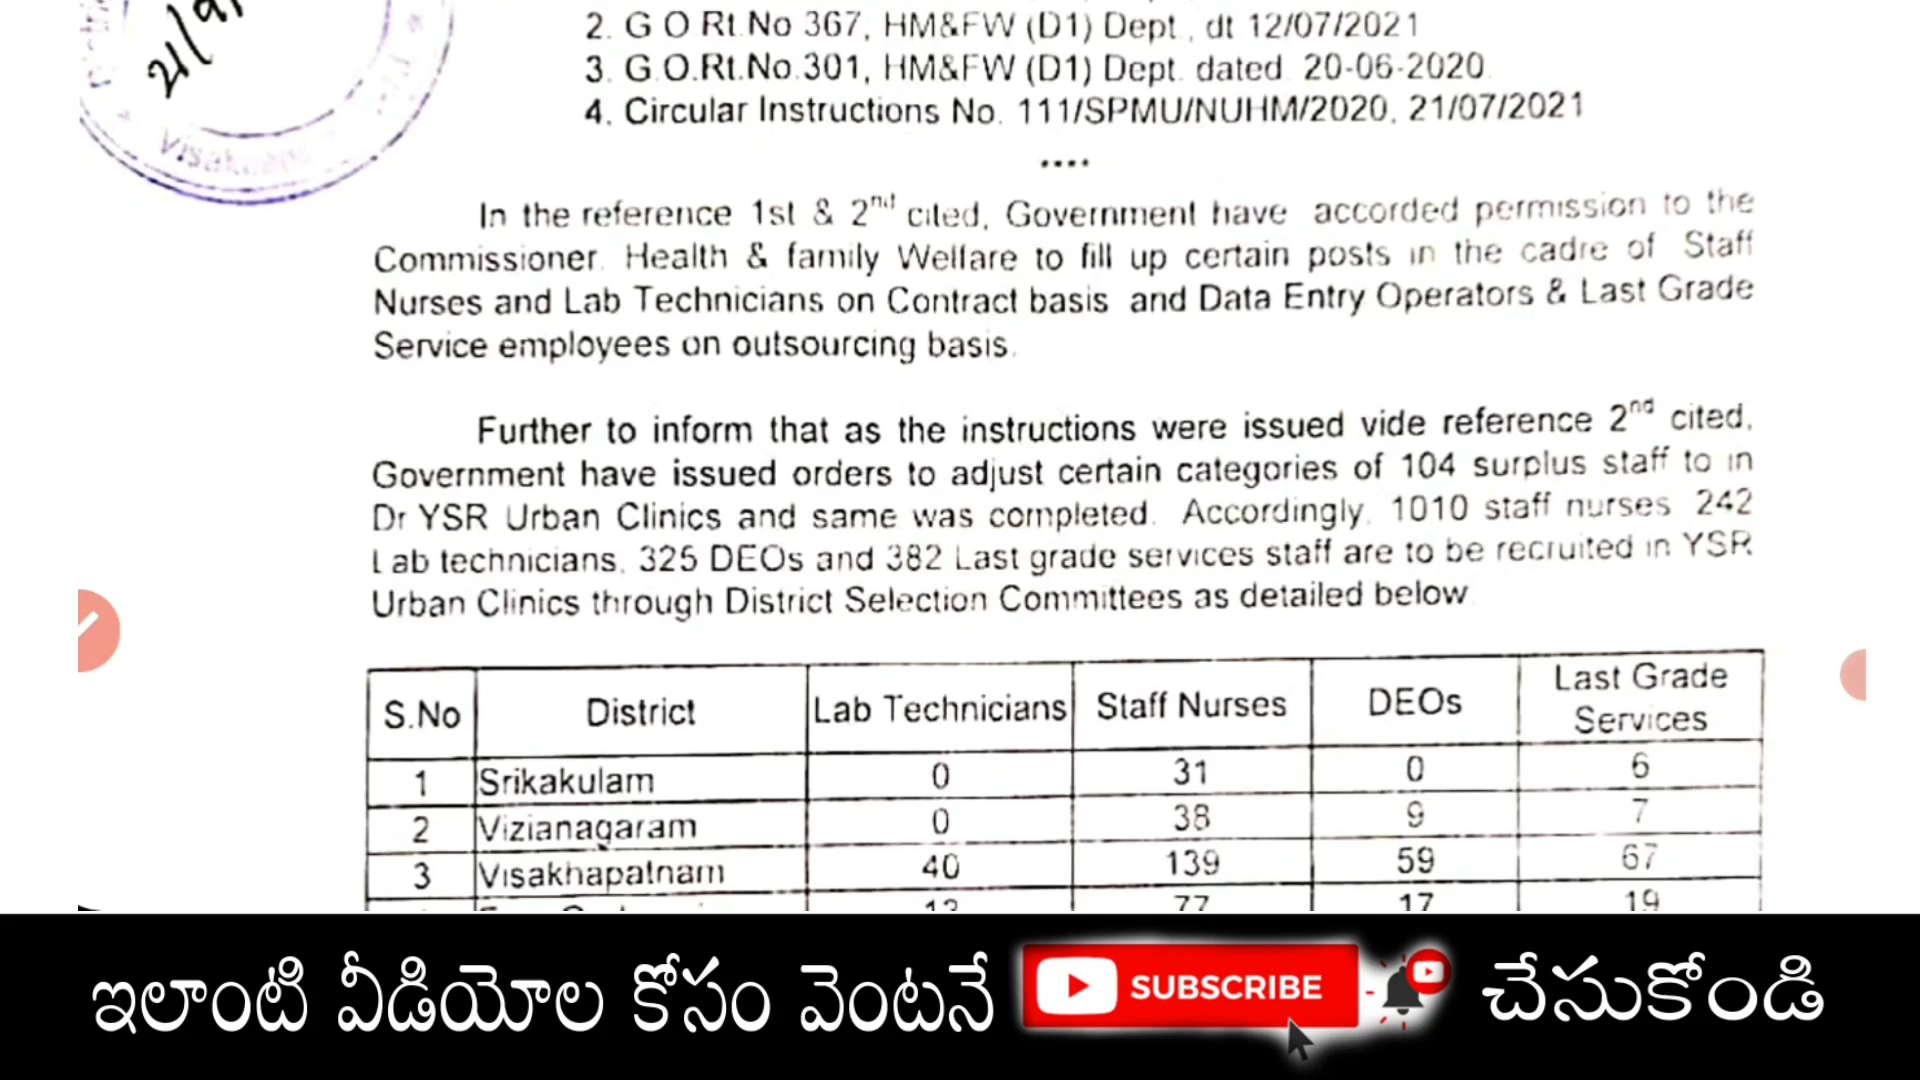 2. G O.Rt.No 367, HM&FW (D1) Dept., dt 12/07/2021
3. G.O.Rt.No.301, HM&FW (D1) Dept. dated 20-06-2020
4. Circular Instructions No. 111/SPMU/NUHM/2020, 21/07/2021
****
In the reference 1st & 2nd cited, Government have accorded permission to the
Commissioner Health & family Welfare to fill up certain posts in the cadre of Staff
Nurses and Lab Technicians on Contract basis and Data Entry Operators & Last Grade
Service employees on outsourcing basis.
Further to inform that as the instructions were issued vide reference 2nd cited,
Government have issued orders to adjust certain categories of 104 surplus staff to in
Dr YSR Urban Clinics and same was completed. Accordingly, 1010 staff nurses 242
Lab technicians, 325 DEOs and 382 Last grade services staff are to be recruited in YSR
Urban Clinics through District Selection Committees as detailed below
S.No District Lab Technicians Staff Nurses DEOs Last Grade Services
1 Srikakulam 0 31 0 6
2 Vizianagaram 0 38 9 7
3 Visakhapatnam 40 139 59 67
77 17 19
ఇలాంటి వీడియోల కోసం వెంటనే SUBSCRIBE చేసుకోండి